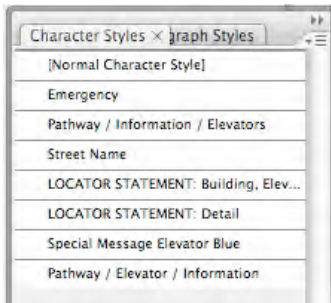 Character Styles × graph Styles
[Normal Character Style]
Emergency
Pathway / Information / Elevators
Street Name
LOCATOR STATEMENT: Building, Elev...
LOCATOR STATEMENT: Detail
Special Message Elevator Blue
Pathway / Elevator / Information